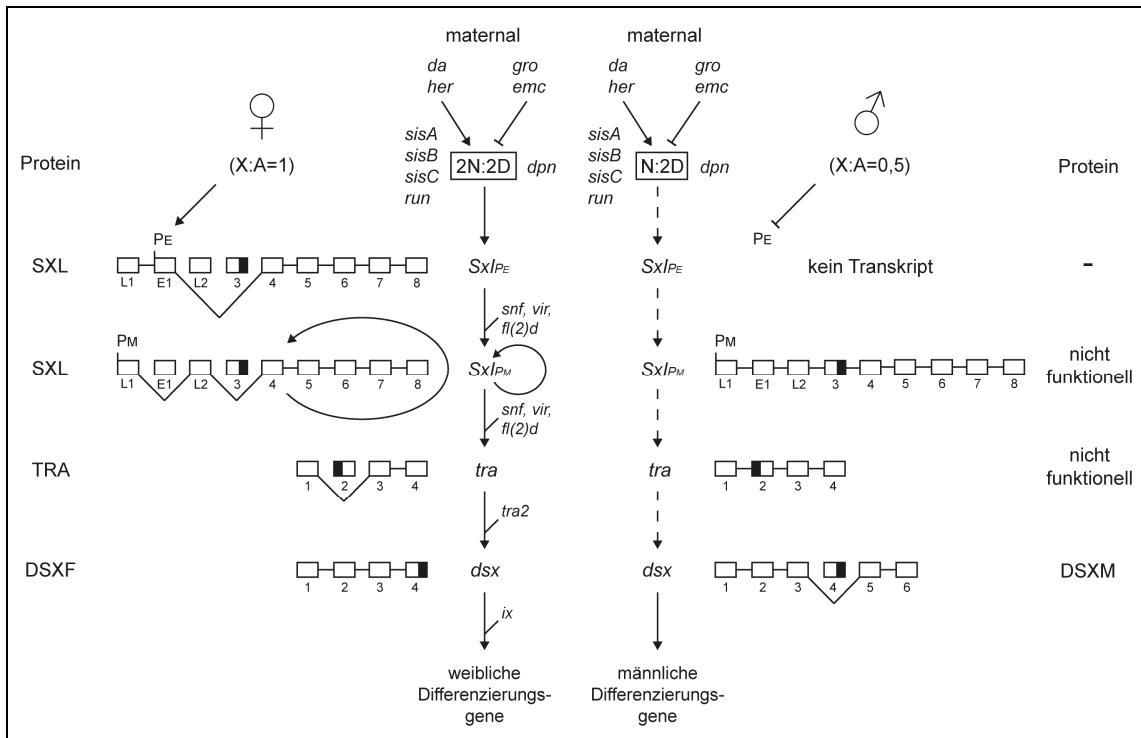 maternal maternal
da gro da gro
her emc her emc
♀ ♂
sisA sisA
Protein (X:A=1) sisB 2N:2D dpn sisB N:2D dpn (X:A=0,5) Protein
sisC sisC
run run
PE PE
SXL SxlPE SxlPE kein Transkript -
L1 E1 L2 3 4 5 6 7 8
snf, vir,
fl(2)d
PM PM
SXL SxlPM SxlPM nicht
funktionell
L1 E1 L2 3 4 5 6 7 8 L1 E1 L2 3 4 5 6 7 8
snf, vir,
fl(2)d
TRA tra tra nicht
funktionell
1 2 3 4 1 2 3 4
tra2
DSXF dsx dsx DSXM
1 2 3 4 1 2 3 4 5 6
ix
weibliche männliche
Differenzierungs- Differenzierungs-
gene gene